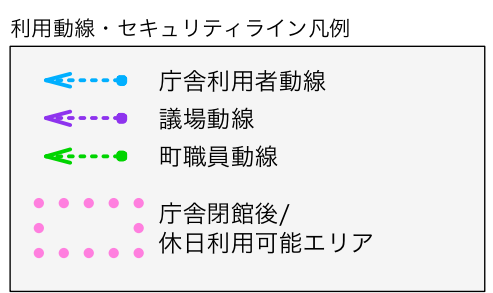 利用動線・セキュリティライン凡例
庁舎利用者動線
議場動線
町職員動線
庁舎閉館後/
休日利用可能エリア